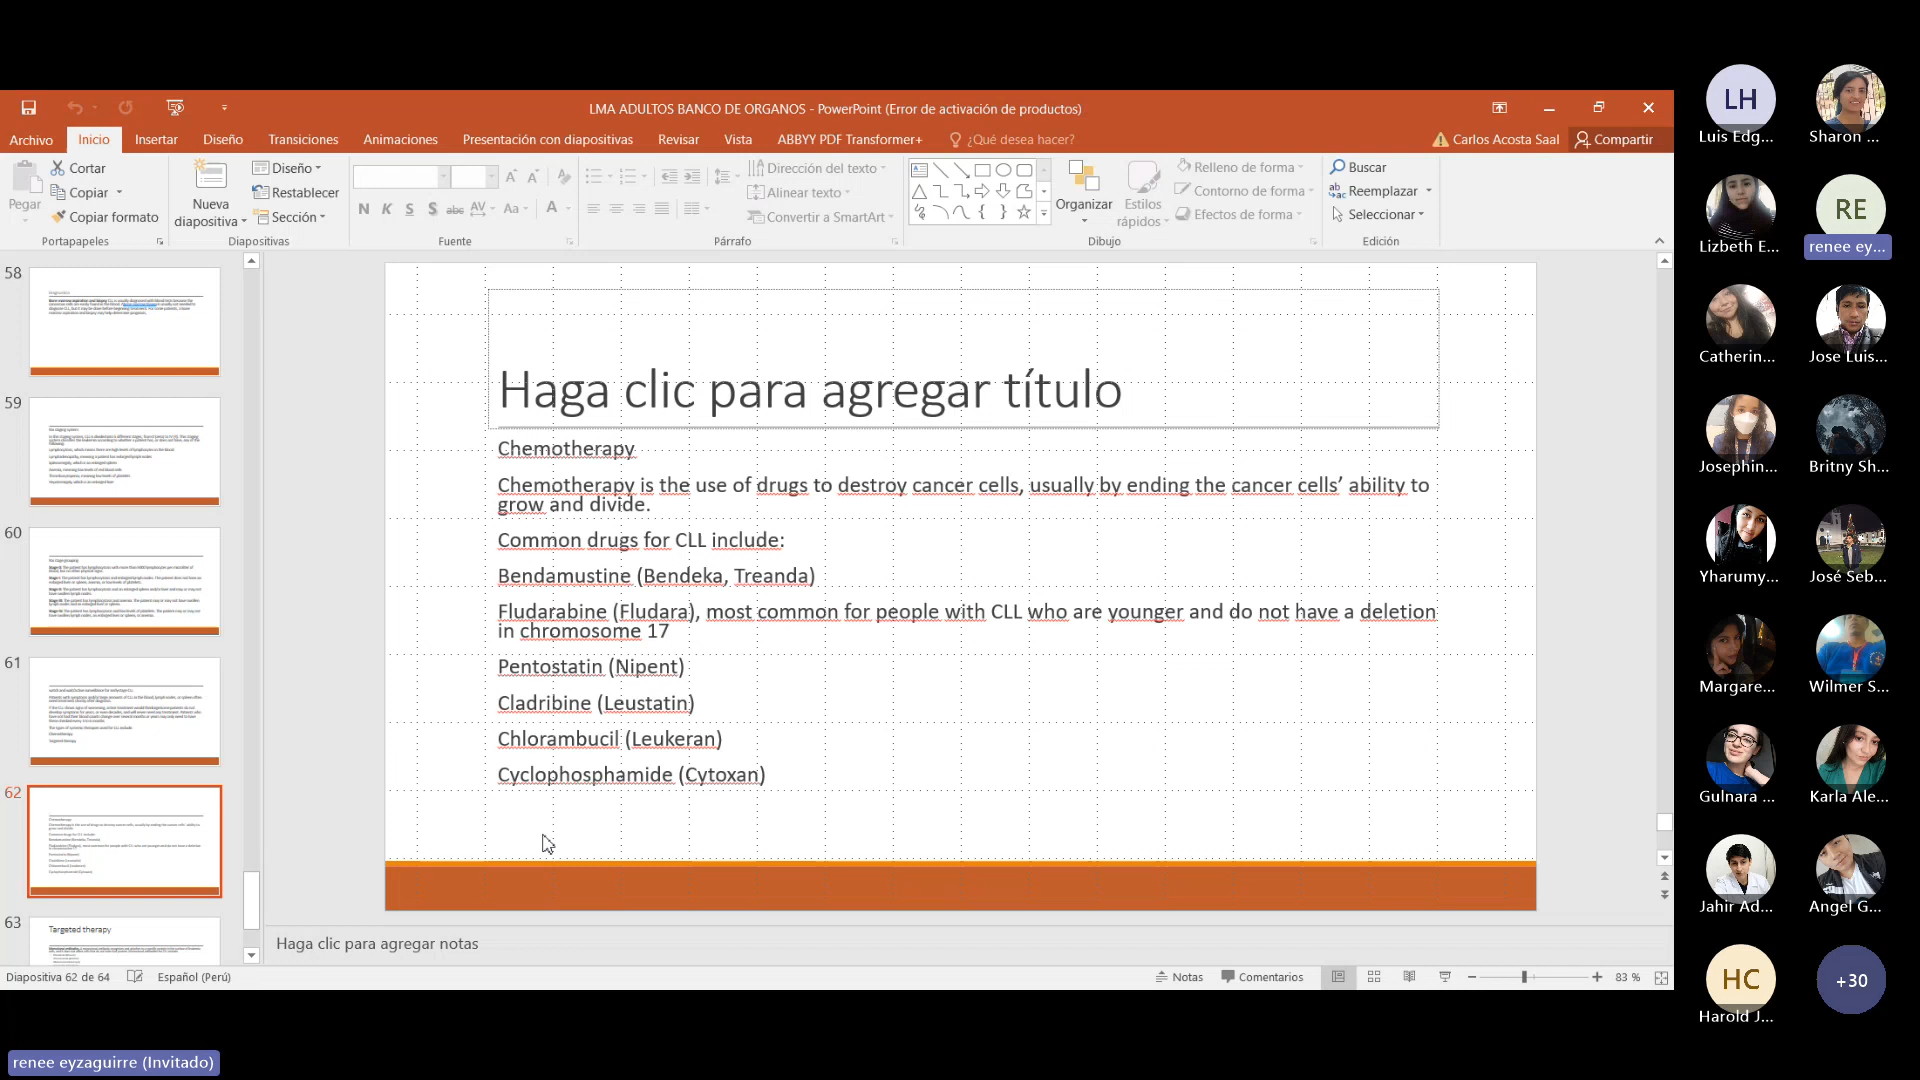 LMA ADULTOS BANCO DE ORGANOS - PowerPoint (Error de activación de productos)
Archivo Inicio Insertar Diseño Transiciones Animaciones Presentación con diapositivas Revisar Vista ABBYY PDF Transformer+ ¿Qué desea hacer? Carlos Acosta Saal Compartir
Pegar
Cortar
Copiar
Copiar formato
Portapapeles
Nueva
diapositiva
Diseño
Restablecer
Sección
Diapositivas
N K S S abc AV Aa A
Fuente
Dirección del texto
Alinear texto
Convertir a SmartArt
Párrafo
Organizar
Estilos
rápidos
Relleno de forma
Contorno de forma
Efectos de forma
Dibujo
Buscar
Reemplazar
Seleccionar
Edición
58
59
60
61
62
63
Targeted therapy
Haga clic para agregar título
Chemotherapy
Chemotherapy is the use of drugs to destroy cancer cells, usually by ending the cancer cells’ ability to
grow and divide.
Common drugs for CLL include:
Bendamustine (Bendeka, Treanda)
Fludarabine (Fludara), most common for people with CLL who are younger and do not have a deletion
in chromosome 17
Pentostatin (Nipent)
Cladribine (Leustatin)
Chlorambucil (Leukeran)
Cyclophosphamide (Cytoxan)
Haga clic para agregar notas
Diapositiva 62 de 64 Español (Perú) Notas Comentarios 83 %
LH
Luis Edg... Sharon ...
RE
Lizbeth E... renee ey...
Catherin... Jose Luis...
Josephin... Britny Sh...
Yharumy... José Seb...
Margare... Wilmer S...
Gulnara ... Karla Ale...
Jahir Ad... Angel G...
HC +30
Harold J...
renee eyzaguirre (Invitado)